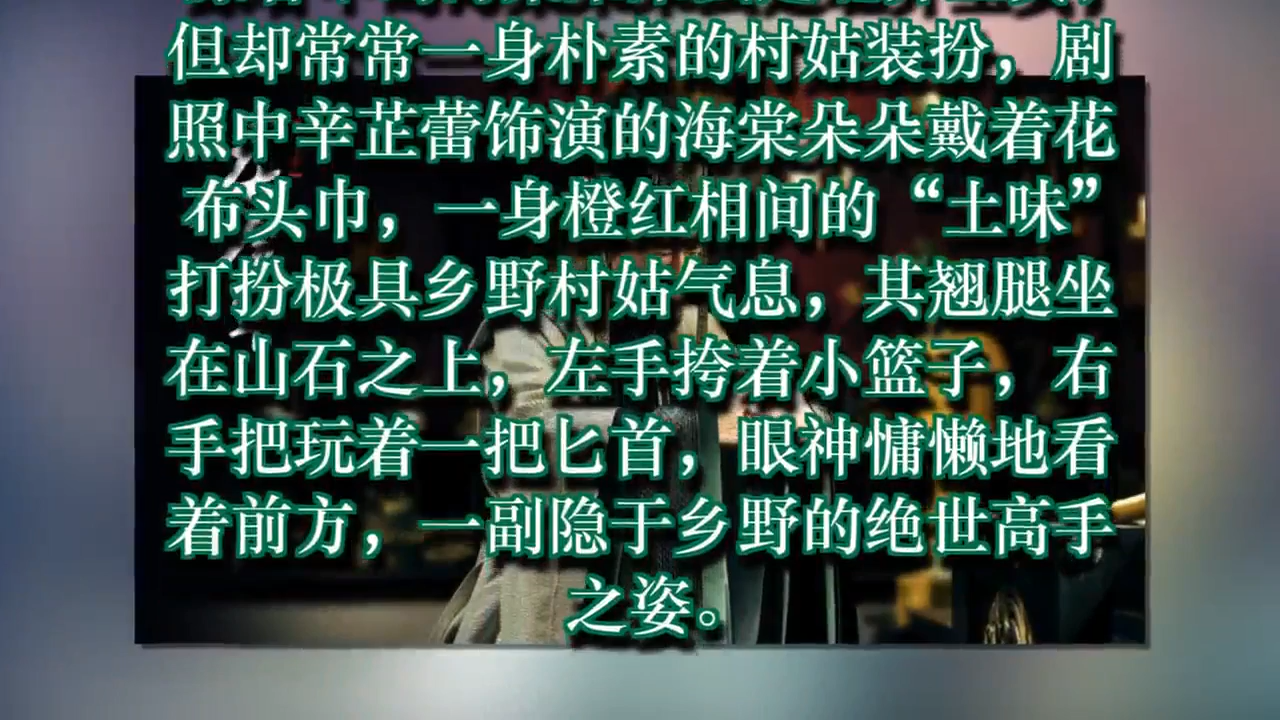 但却常常一身朴素的村姑装扮，剧
照中辛芷蕾饰演的海棠朵朵戴着花
布头巾，一身橙红相间的“土味”
打扮极具乡野村姑气息，其翘腿坐
在山石之上，左手挎着小篮子，右
手把玩着一把匕首，眼神慵懒地看
着前方，一副隐于乡野的绝世高手
之姿。